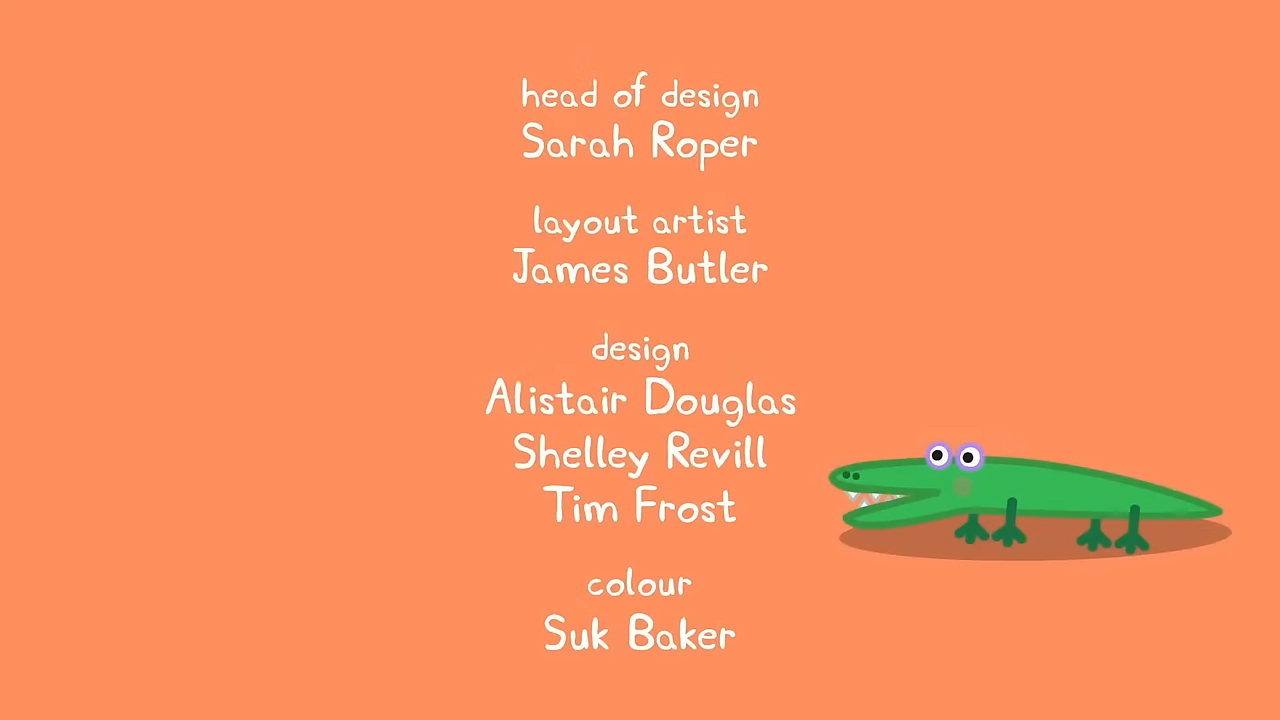 head of design
Sarah Roper
layout artist
James Butler
design
Alistair Douglas
Shelley Revill
Tim Frost
colour
Suk Baker